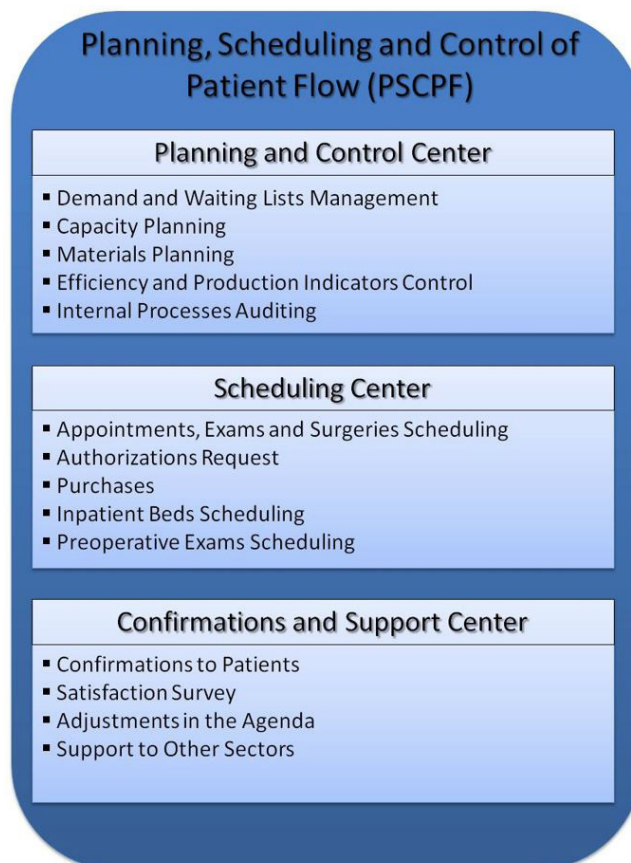 Planning, Scheduling and Control of
Patient Flow (PSCPF)
Planning and Control Center
▪ Demand and Waiting Lists Management
▪ Capacity Planning
▪ Materials Planning
▪ Efficiency and Production Indicators Control
▪ Internal Processes Auditing
Scheduling Center
▪ Appointments, Exams and Surgeries Scheduling
▪ Authorizations Request
▪ Purchases
▪ Inpatient Beds Scheduling
▪ Preoperative Exams Scheduling
Confirmations and Support Center
▪ Confirmations to Patients
▪ Satisfaction Survey
▪ Adjustments in the Agenda
▪ Support to Other Sectors